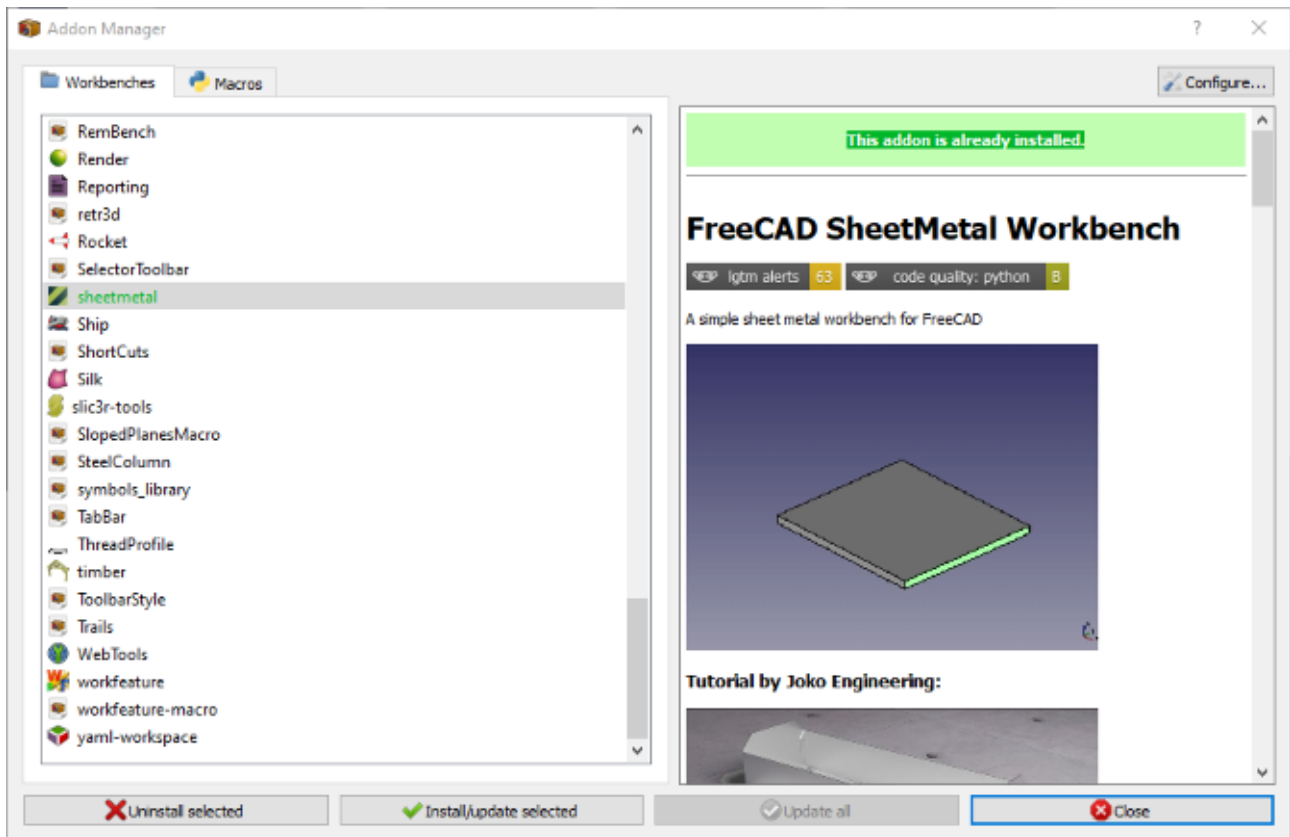 Addon Manager
?
Workbenches
Macros
Configure...
RemBench
Render
Reporting
retr3d
Rocket
SelectorToolbar
sheetmetal
Ship
ShortCuts
Silk
slic3r-tools
SlopedPlanesMacro
SteelColumn
symbols_library
TabBar
ThreadProfile
timber
ToolbarStyle
Trails
WebTools
workfeature
workfeature-macro
yaml-workspace
This addon is already installed.
FreeCAD SheetMetal Workbench
lgtm alerts 63 code quality: python B
A simple sheet metal workbench for FreeCAD
Tutorial by Joko Engineering:
Uninstall selected
Install/update selected
Update all
Close